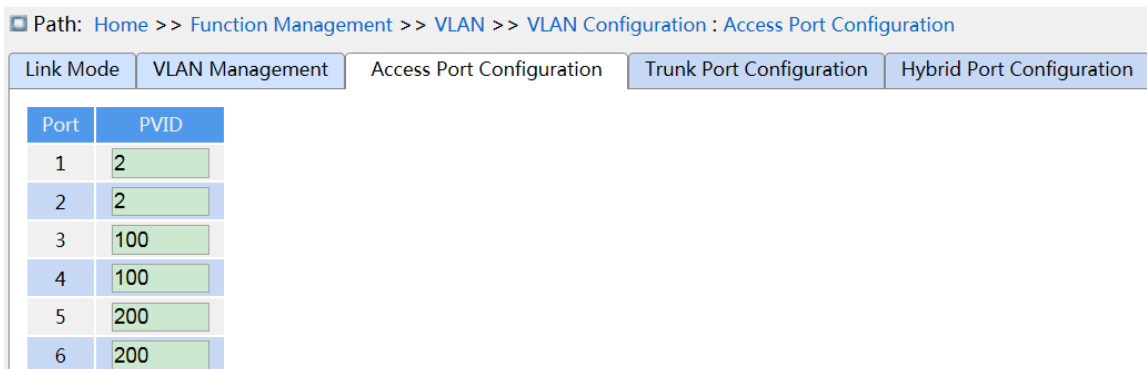 Path: Home >> Function Management >> VLAN >> VLAN Configuration : Access Port Configuration
Link Mode VLAN Management Access Port Configuration Trunk Port Configuration Hybrid Port Configuration
Port PVID
1 2
2 2
3 100
4 100
5 200
6 200